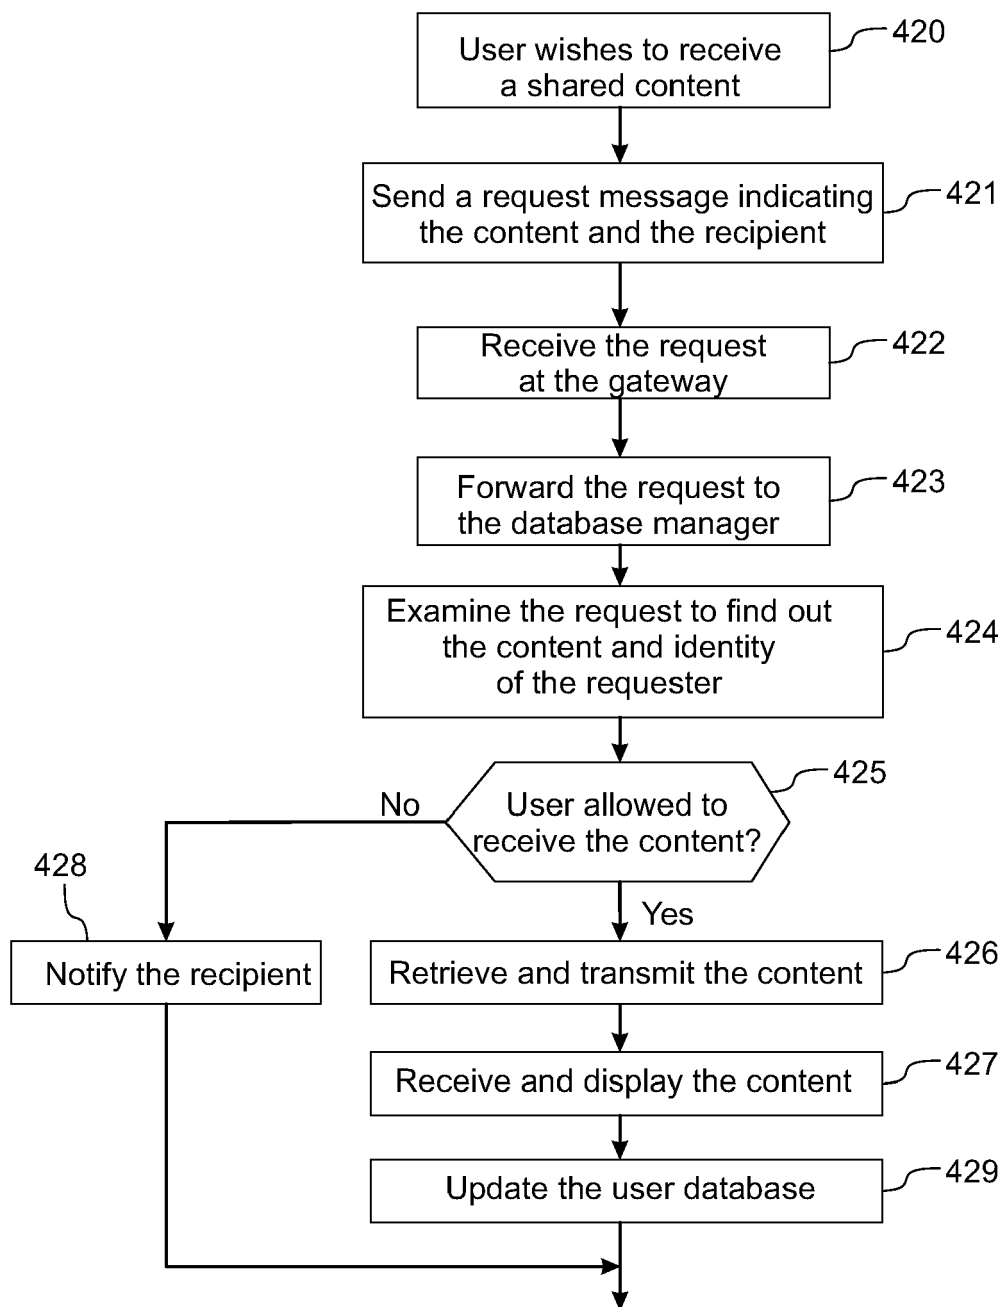 User wishes to receive
a shared content
420
Send a request message indicating
the content and the recipient
421
Receive the request
at the gateway
422
Forward the request to
the database manager
423
Examine the request to find out
the content and identity
of the requester
424
User allowed to
receive the content?
425
No
Yes
428
Notify the recipient
Retrieve and transmit the content
426
Receive and display the content
427
Update the user database
429